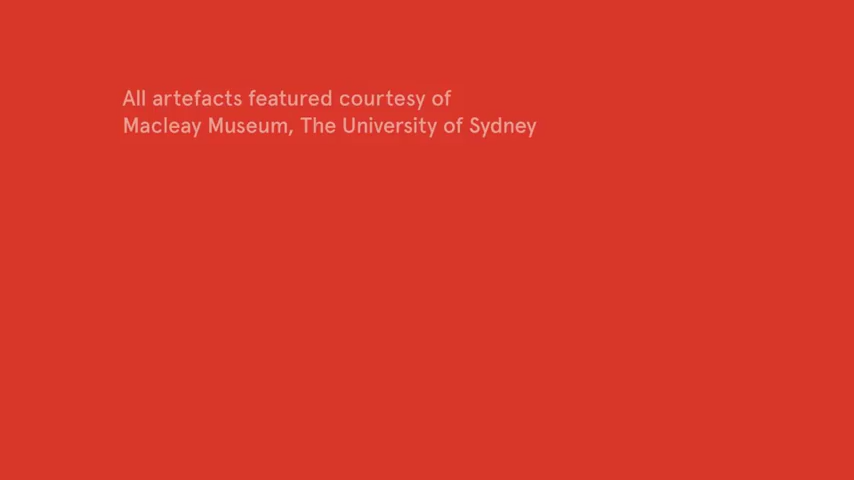 All artefacts featured courtesy of
Macleay Museum, The University of Sydney